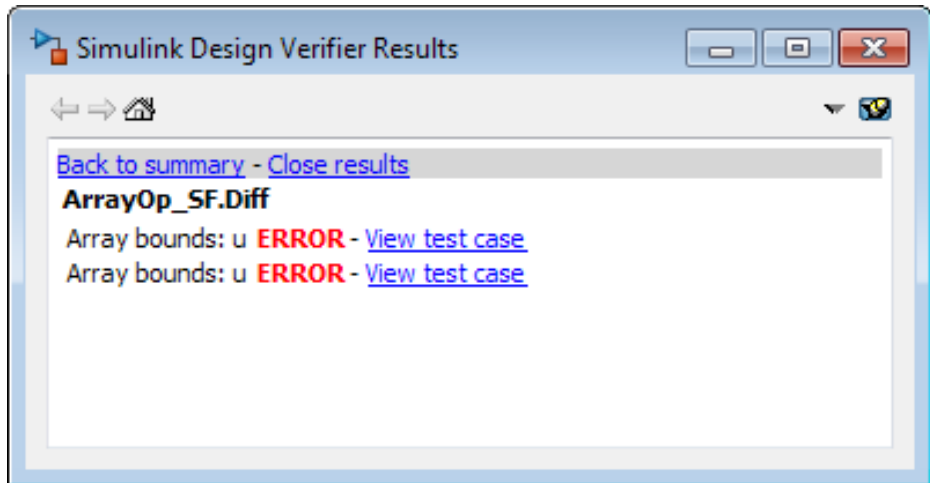 Simulink Design Verifier Results
Back to summary - Close results
ArrayOp_SF.Diff
Array bounds: u ERROR - View test case
Array bounds: u ERROR - View test case